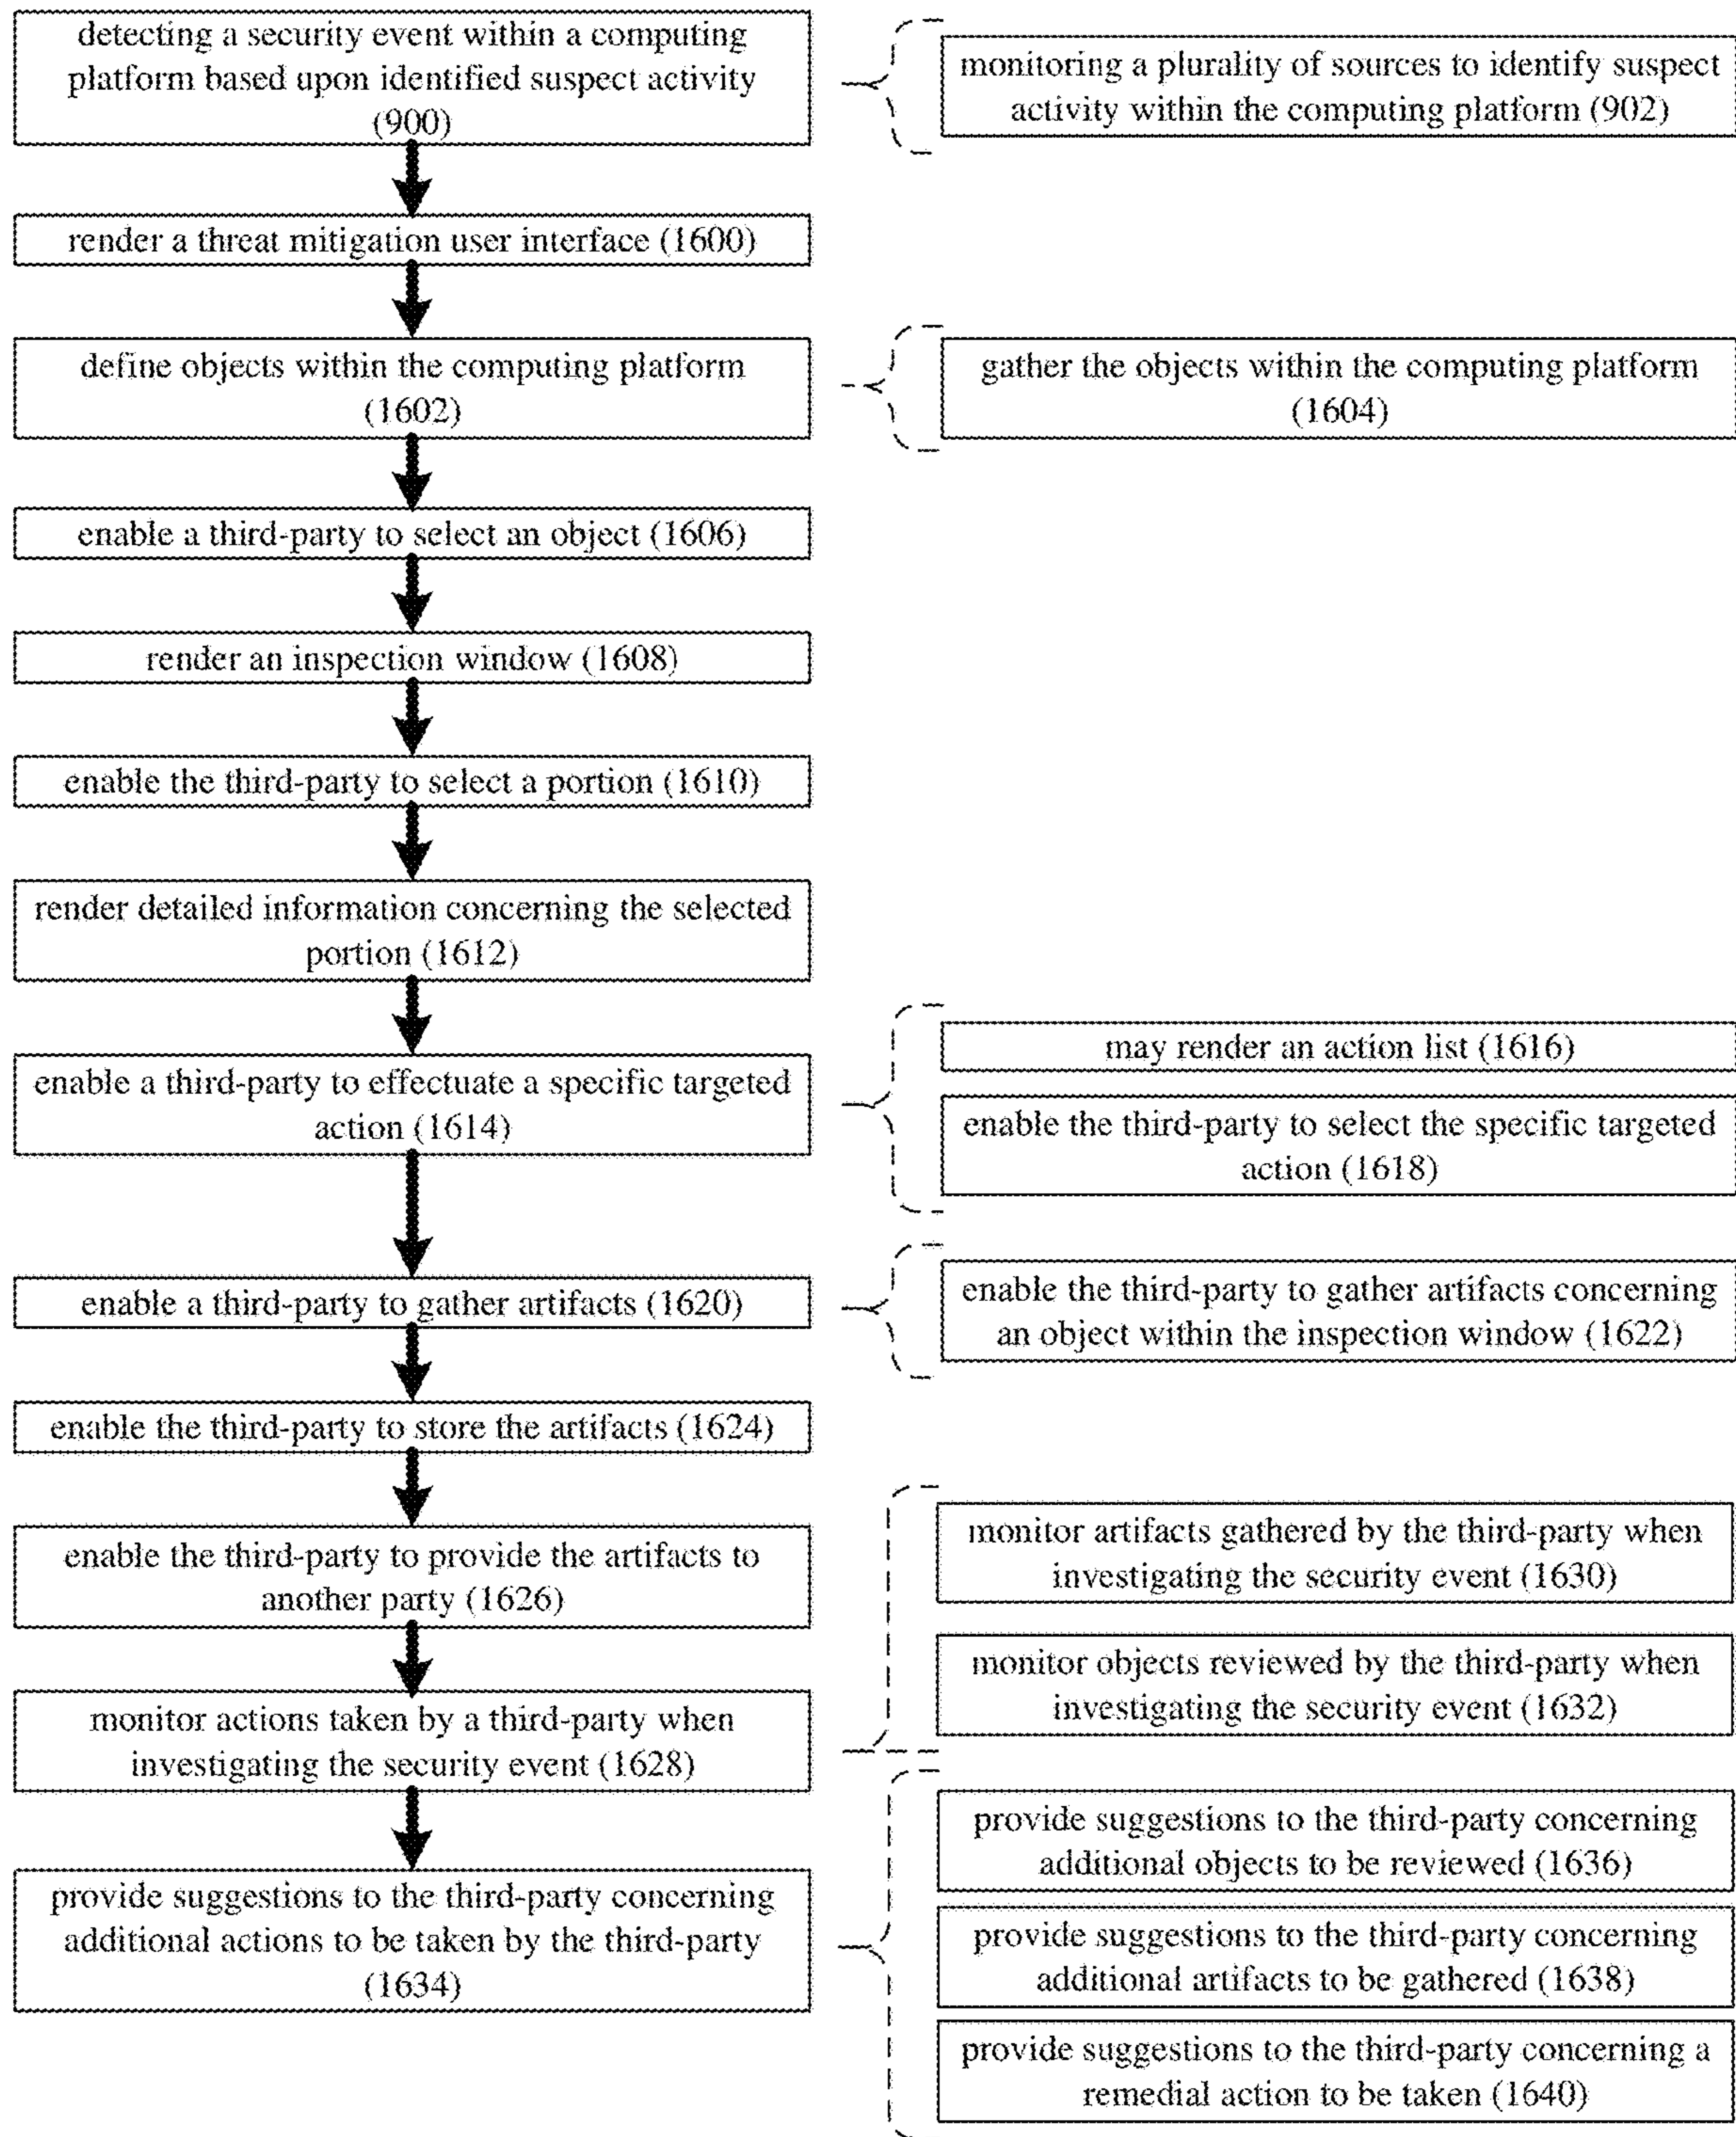 detecting a security event within a computing
platform based upon identified suspect activity
(900)
monitoring a plurality of sources to identify suspect
activity within the computing platform (902)
render a threat mitigation user interface (1600)
define objects within the computing platform
(1602)
gather the objects within the computing platform
(1604)
enable a third-party to select an object (1606)
render an inspection window (1608)
enable the third-party to select a portion (1610)
render detailed information concerning the selected
portion (1612)
enable a third-party to effectuate a specific targeted
action (1614)
may render an action list (1616)
enable the third-party to select the specific targeted
action (1618)
enable a third-party to gather artifacts (1620)
enable the third-party to gather artifacts concerning
an object within the inspection window (1622)
enable the third-party to store the artifacts (1624)
enable the third-party to provide the artifacts to
another party (1626)
monitor actions taken by a third-party when
investigating the security event (1628)
monitor artifacts gathered by the third-party when
investigating the security event (1630)
monitor objects reviewed by the third-party when
investigating the security event (1632)
provide suggestions to the third-party concerning
additional actions to be taken by the third-party
(1634)
provide suggestions to the third-party concerning
additional objects to be reviewed (1636)
provide suggestions to the third-party concerning
additional artifacts to be gathered (1638)
provide suggestions to the third-party concerning a
remedial action to be taken (1640)